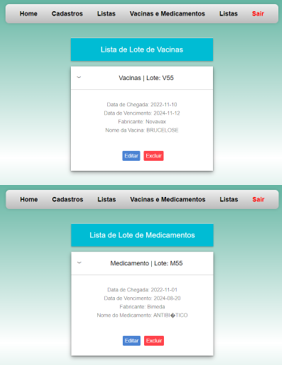 Home Cadastros Listas Vacinas e Medicamentos Listas Sair
Lista de Lote de Vacinas
Vacinas | Lote: V55
Data de Chegada: 2022-11-10
Data de Vencimento: 2024-11-12
Fabricante: Novavax
Nome da Vacina: BRUCELOSE
Editar Excluir
Home Cadastros Listas Vacinas e Medicamentos Listas Sair
Lista de Lote de Medicamentos
Medicamento | Lote: M55
Data de Chegada: 2022-11-01
Data de Vencimento: 2024-06-20
Fabricante: Bimeda
Nome do Medicamento: ANTIBI�TICO
Editar Excluir